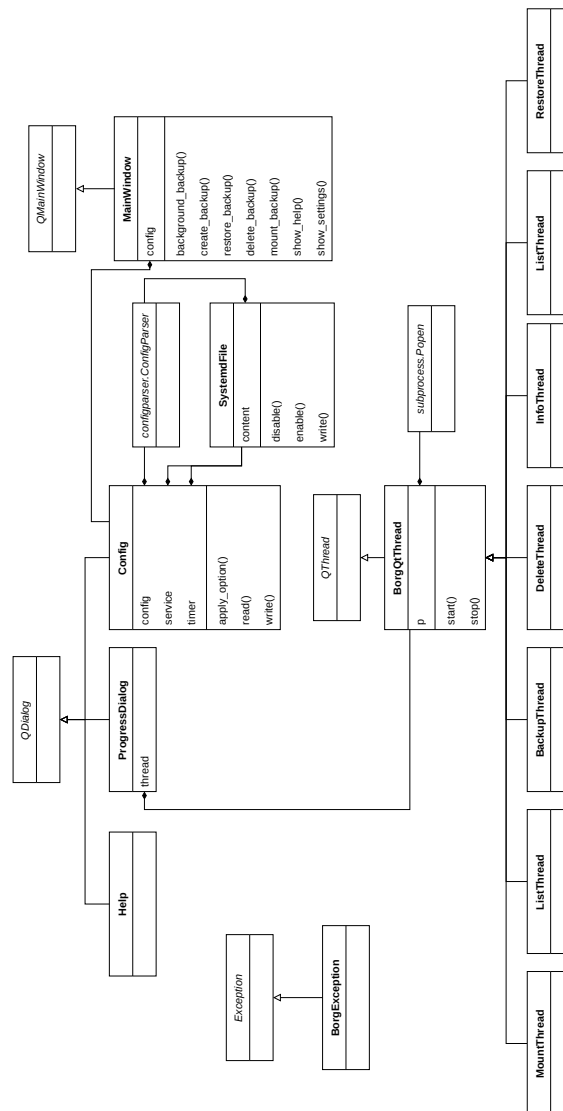 Exception
BorgException
QDialog
Help
ProgressDialog
thread
Config
config
service
timer
apply_option()
read()
write()
configparser.ConfigParser
SystemdFile
content
disable()
enable()
write()
QMainWindow
MainWindow
config
background_backup()
create_backup()
restore_backup()
delete_backup()
mount_backup()
show_help()
show_settings()
QThread
BorgQtThread
p
start()
stop()
subprocess.Popen
MountThread
ListThread
BackupThread
DeleteThread
InfoThread
ListThread
RestoreThread